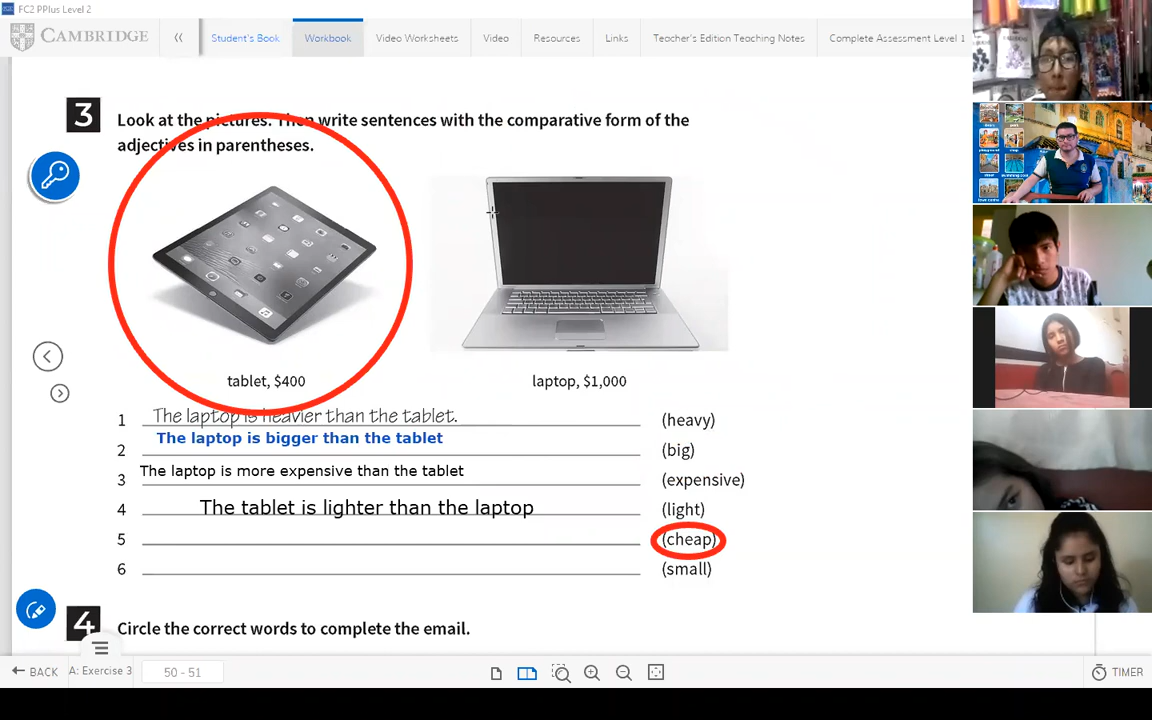 FC2 PPlus Level 2
CAMBRIDGE
Student's Book
Workbook
Video Worksheets
Video
Resources
Links
Teacher's Edition Teaching Notes
Complete Assessment Level 1
3 Look at the pictures. Then write sentences with the comparative form of the
adjectives in parentheses.
tablet, $400
laptop, $1,000
1 The laptop is heavier than the tablet. (heavy)
2 The laptop is bigger than the tablet (big)
3 The laptop is more expensive than the tablet (expensive)
4 The tablet is lighter than the laptop (light)
5 (cheap)
6 (small)
4 Circle the correct words to complete the email.
BACK
A: Exercise 3
50 - 51
TIMER